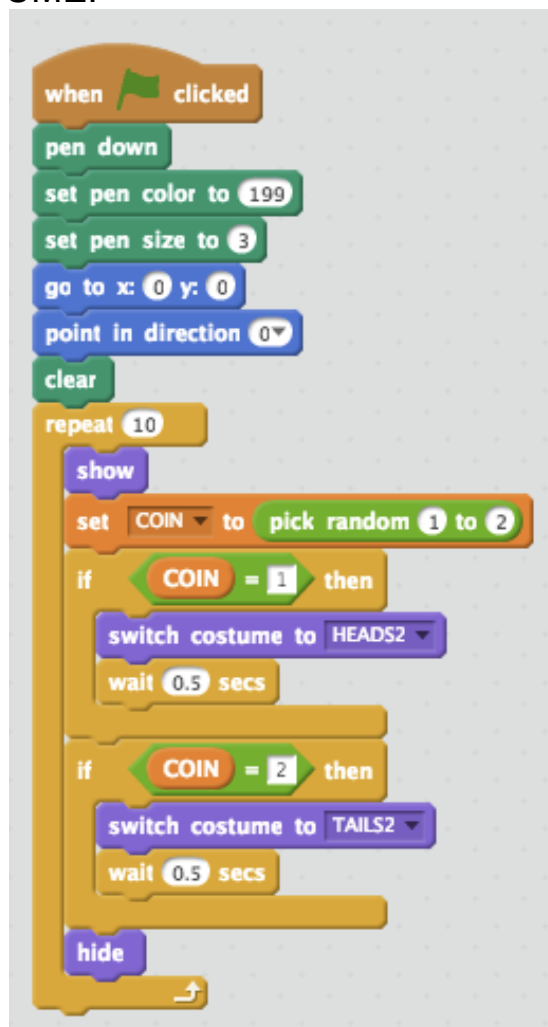 when clicked
pen down
set pen color to 199
set pen size to 3
go to x: 0 y: 0
point in direction 0
clear
repeat 10
show
set COIN to pick random 1 to 2
if COIN = 1 then
switch costume to HEADS2
wait 0.5 secs
if COIN = 2 then
switch costume to TAILS2
wait 0.5 secs
hide